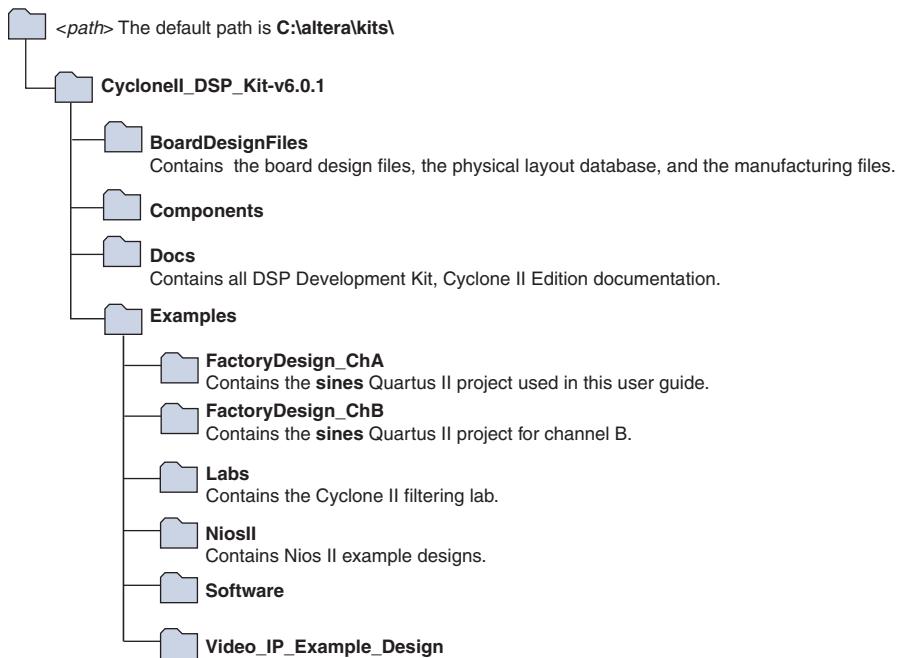 <path> The default path is C:\altera\kits\
CycloneII_DSP_Kit-v6.0.1
BoardDesignFiles
Contains the board design files, the physical layout database, and the manufacturing files.
Components
Docs
Contains all DSP Development Kit, Cyclone II Edition documentation.
Examples
FactoryDesign_ChA
Contains the sines Quartus II project used in this user guide.
FactoryDesign_ChB
Contains the sines Quartus II project for channel B.
Labs
Contains the Cyclone II filtering lab.
NiosII
Contains Nios II example designs.
Software
Video_IP_Example_Design